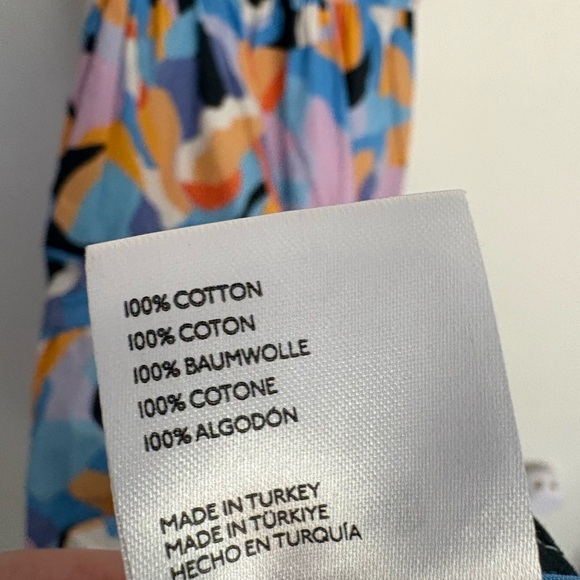 100% COTTON
100% COTON
100% BAUMWOLLE
100% COTONE
100% ALGODÓN
MADE IN TURKEY
MADE IN TÜRKIYE
HECHO EN TURQUÍA